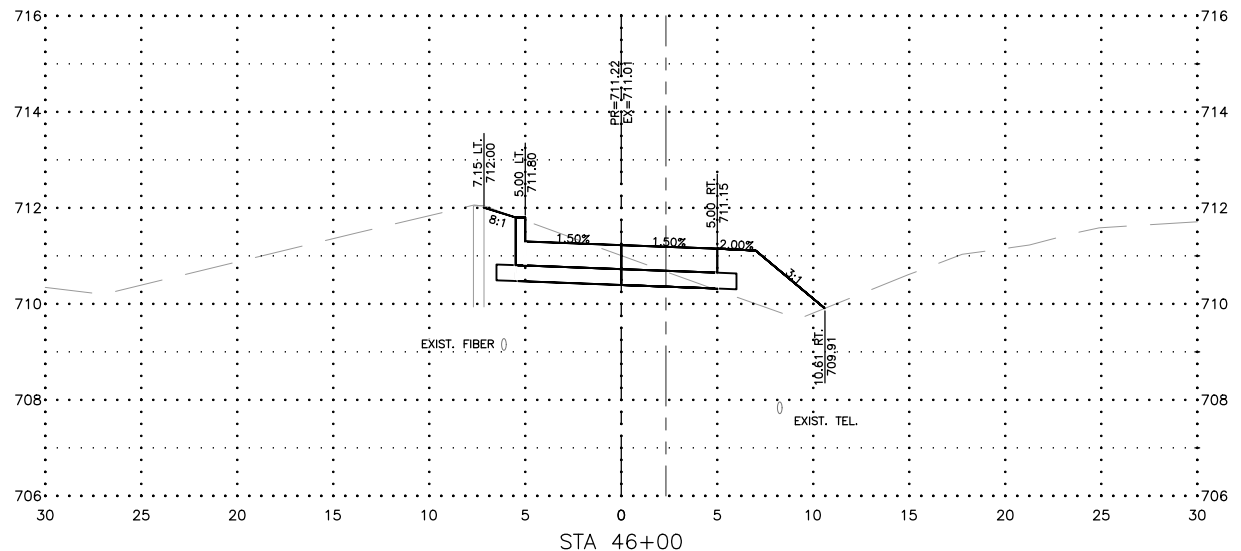 716 716
PR=711.22
EX=711.01
714 714
7.15 LT.
712.00
5.00 LT.
711.80
5.00 RT.
711.15
712 712
8:1
1.50% 1.50% 2.00%
3:1
710 710
EXIST. FIBER
10.61 RT.
709.91
708 708
EXIST. TEL.
706 706
30 25 20 15 10 5 0 5 10 15 20 25 30
STA 46+00